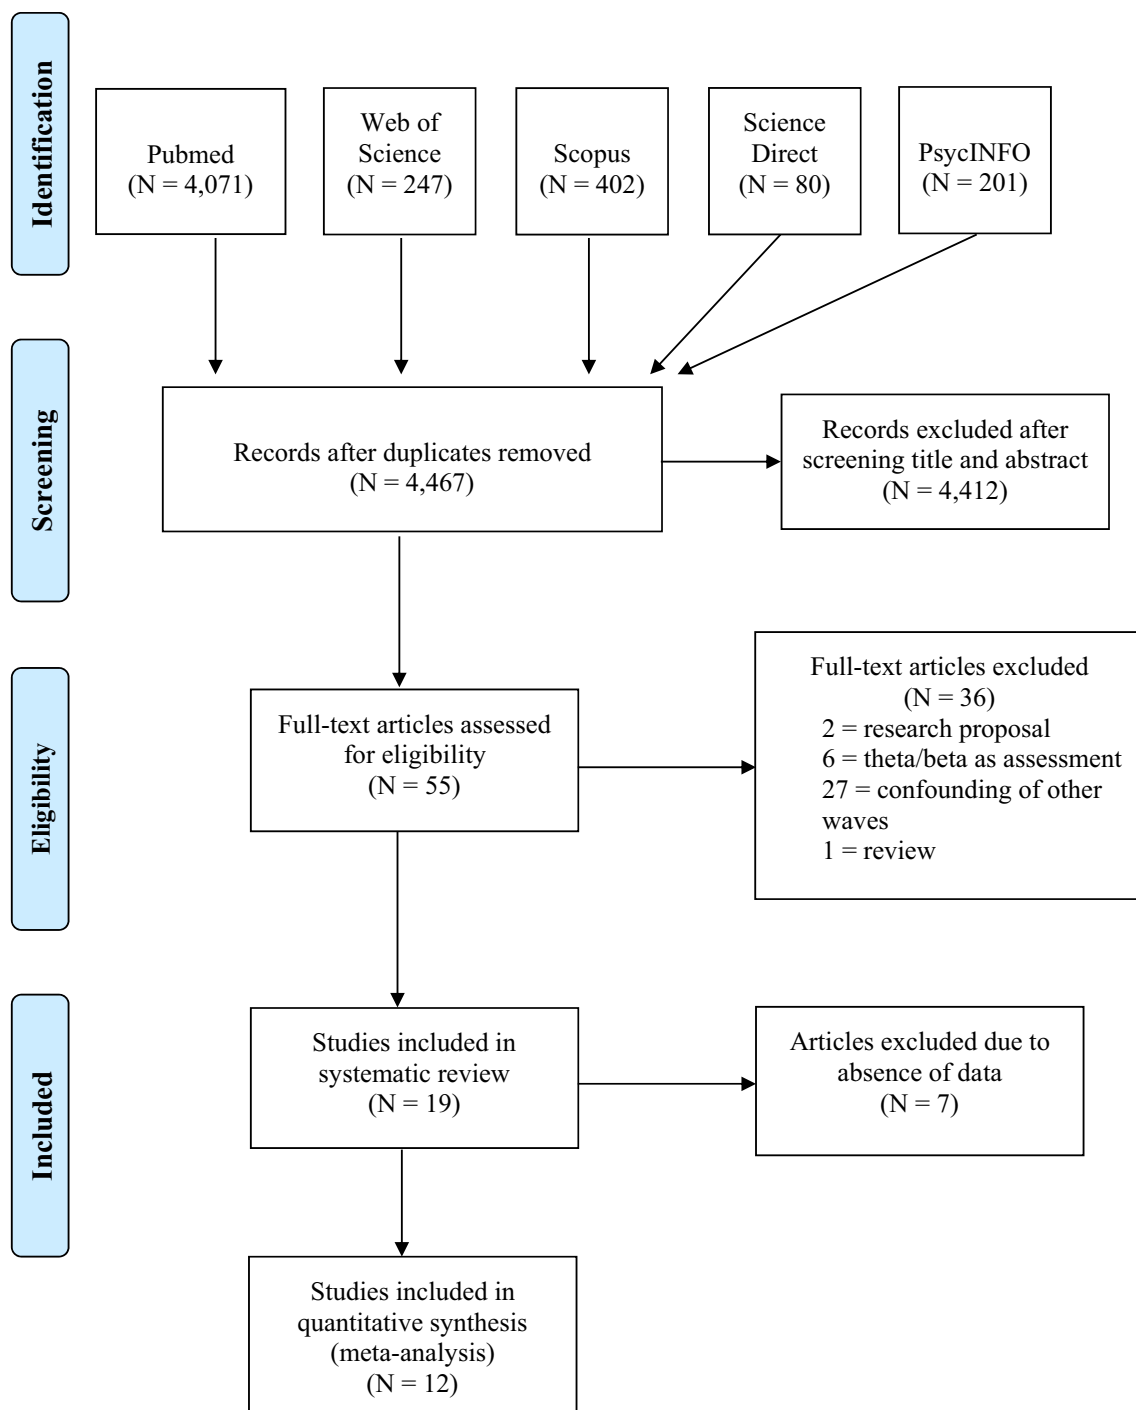 Identification
Pubmed
(N = 4,071)
Web of
Science
(N = 247)
Scopus
(N = 402)
Science
Direct
(N = 80)
PsycINFO
(N = 201)
Screening
Records after duplicates removed
(N = 4,467)
Records excluded after
screening title and abstract
(N = 4,412)
Eligibility
Full-text articles assessed
for eligibility
(N = 55)
Full-text articles excluded
(N = 36)
2 = research proposal
6 = theta/beta as assessment
27 = confounding of other
waves
1 = review
Included
Studies included in
systematic review
(N = 19)
Articles excluded due to
absence of data
(N = 7)
Studies included in
quantitative synthesis
(meta-analysis)
(N = 12)